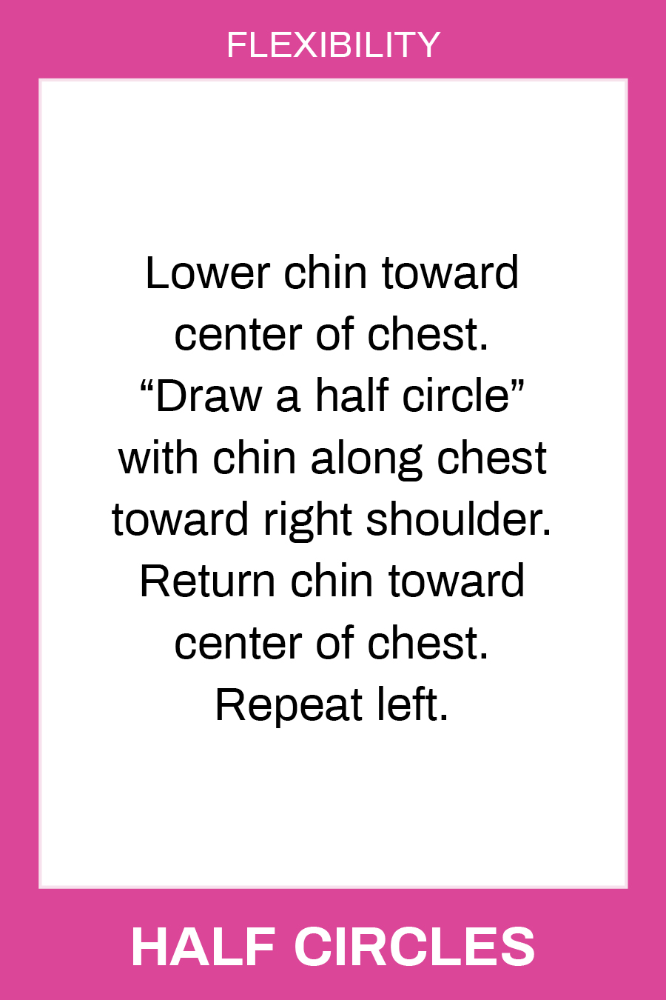 FLEXIBILITY
Lower chin toward
center of chest.
“Draw a half circle”
with chin along chest
toward right shoulder.
Return chin toward
center of chest.
Repeat left.
HALF CIRCLES